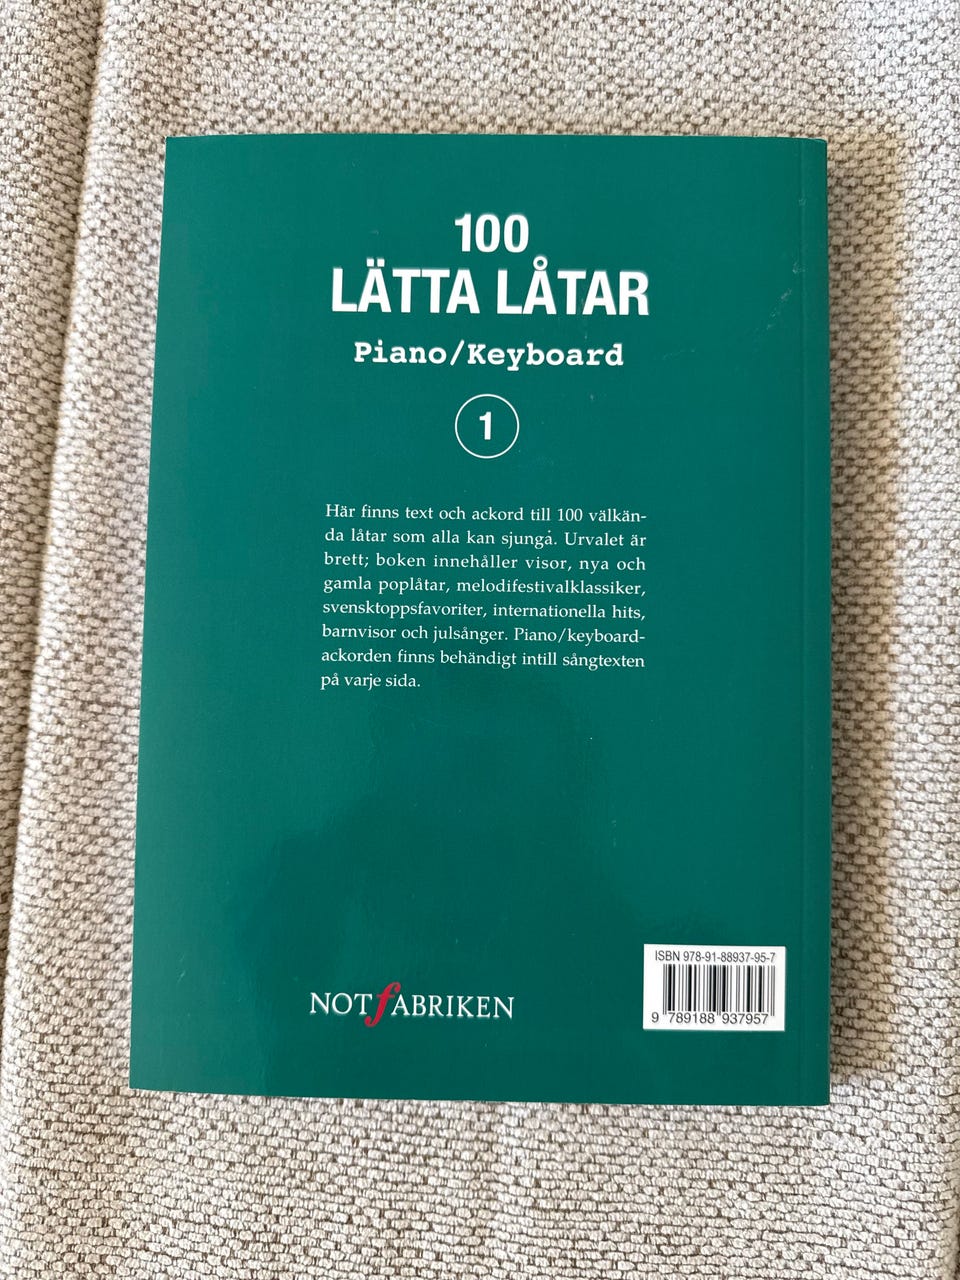 100
LÄTTA LÅTAR
Piano/Keyboard
1
Här finns text och ackord till 100 välkän-
da låtar som alla kan sjunga. Urvalet är
brett; boken innehåller visor, nya och
gamla poplåtar, melodifestivalklassiker,
svensktoppsfavoriter, internationella hits,
barnvisor och julsånger. Piano/keyboard-
ackorden finns behändigt intill sångtexten
på varje sida.
ISBN 978-91-88937-95-7
9 789188 937957
NOTfABRIKEN